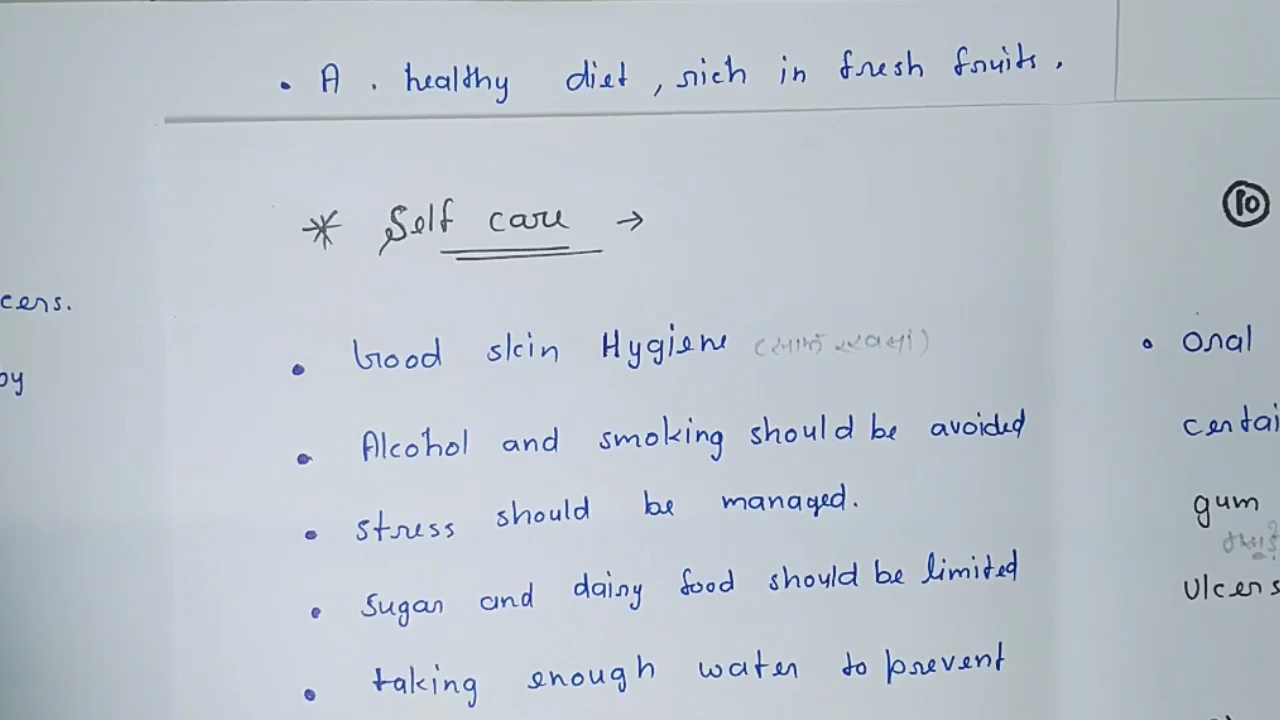 • A . healthy diet, rich in fresh fruits.
* Self care →
• Good skin Hygiene
• Alcohol and smoking should be avoided
• Stress should be managed.
• Sugar and dairy food should be limited
• taking enough water to prevent
cers.
by
10
• Oral
certai
gum
Ulcers